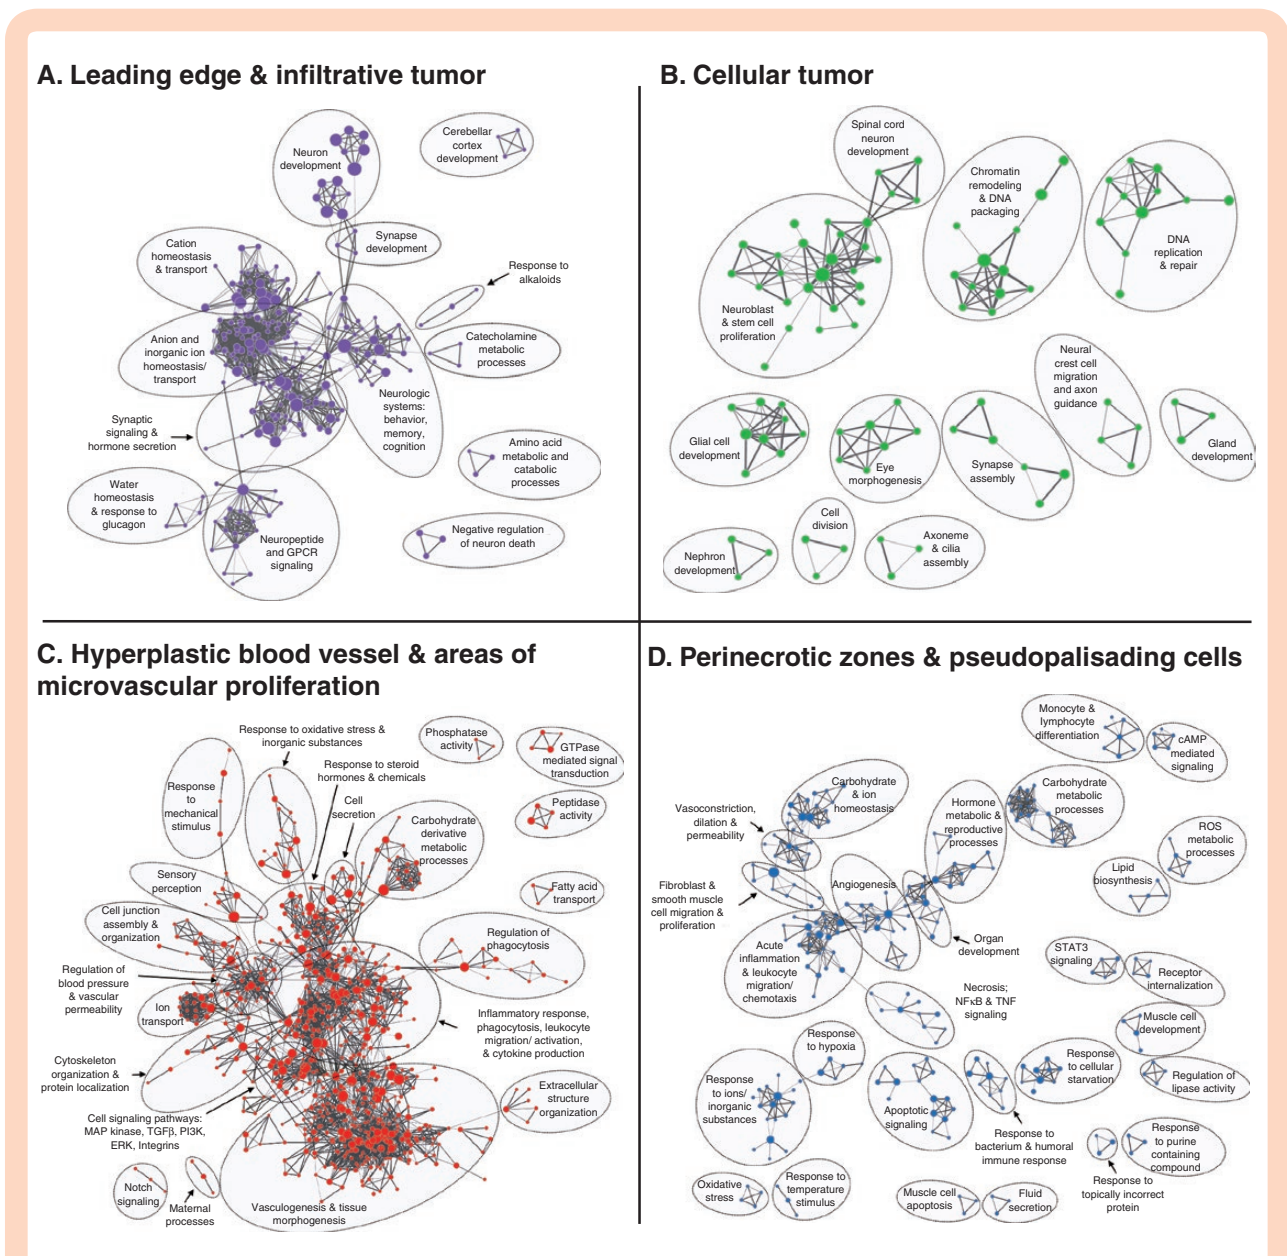 A. Leading edge & infiltrative tumor
Neuron
development
Cerebellar
cortex
development
Synapse
development
Cation
homeostasis
& transport
Response to
alkaloids
Anion and
inorganic ion
homeostasis/
transport
Catecholamine
metabolic
processes
Neurologic
systems:
behavior,
memory,
cognition
Synaptic
signaling &
hormone secretion
Amino acid
metabolic and
catabolic
processes
Water
homeostasis
& response to
glucagon
Neuropeptide
and GPCR
signaling
Negative regulation
of neuron death
B. Cellular tumor
Spinal cord
neuron
development
Chromatin
remodeling
& DNA
packaging
DNA
replication
& repair
Neuroblast
& stem cell
proliferation
Neural
crest cell
migration
and axon
guidance
Glial cell
development
Eye
morphogenesis
Synapse
assembly
Gland
development
Nephron
development
Cell
division
Axoneme
& cilia
assembly
C. Hyperplastic blood vessel & areas of
microvascular proliferation
Response to oxidative stress &
inorganic substances
Phosphatase
activity
GTPase
mediated signal
transduction
Response to steroid
hormones & chemicals
Response
to
mechanical
stimulus
Cell
secretion
Peptidase
activity
Carbohydrate
derivative
metabolic
processes
Sensory
perception
Fatty acid
transport
Cell junction
assembly &
organization
Regulation of
phagocytosis
Regulation of
blood pressure
& vascular
permeability
Ion
transport
Inflammatory response,
phagocytosis, leukocyte
migration/ activation,
& cytokine production
Cytoskeleton
organization &
protein localization
Extracellular
structure
organization
Cell signaling pathways:
MAP kinase, TGFβ, PI3K,
ERK, Integrins
Notch
signaling
Maternal
processes
Vasculogenesis & tissue
morphogenesis
D. Perinecrotic zones & pseudopalisading cells
Monocyte &
lymphocyte
differentiation
cAMP
mediated
signaling
Carbohydrate
& ion
homeostasis
Hormone
metabolic &
reproductive
processes
Carbohydrate
metabolic
processes
Vasoconstriction,
dilation &
permeability
ROS
metabolic
processes
Lipid
biosynthesis
Fibroblast &
smooth muscle
cell migration &
proliferation
Angiogenesis
Organ
development
Acute
inflammation
& leukocyte
migration/
chemotaxis
STAT3
signaling
Receptor
internalization
Necrosis;
NFκB & TNF
signaling
Muscle cell
development
Response
to hypoxia
Response
to cellular
starvation
Regulation of
lipase activity
Response
to ions/
inorganic
substances
Apoptotic
signaling
Response to
bacterium & humoral
immune response
Response
to purine
containing
compound
Response to
topically incorrect
protein
Oxidative
stress
Response to
temperature
stimulus
Muscle cell
apoptosis
Fluid
secretion